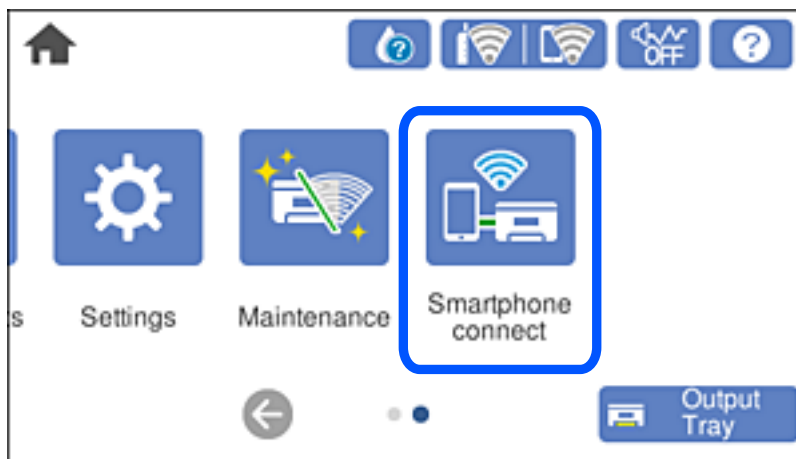 ?
OFF
?
s
Settings
Maintenance
Smartphone
connect
Output
Tray